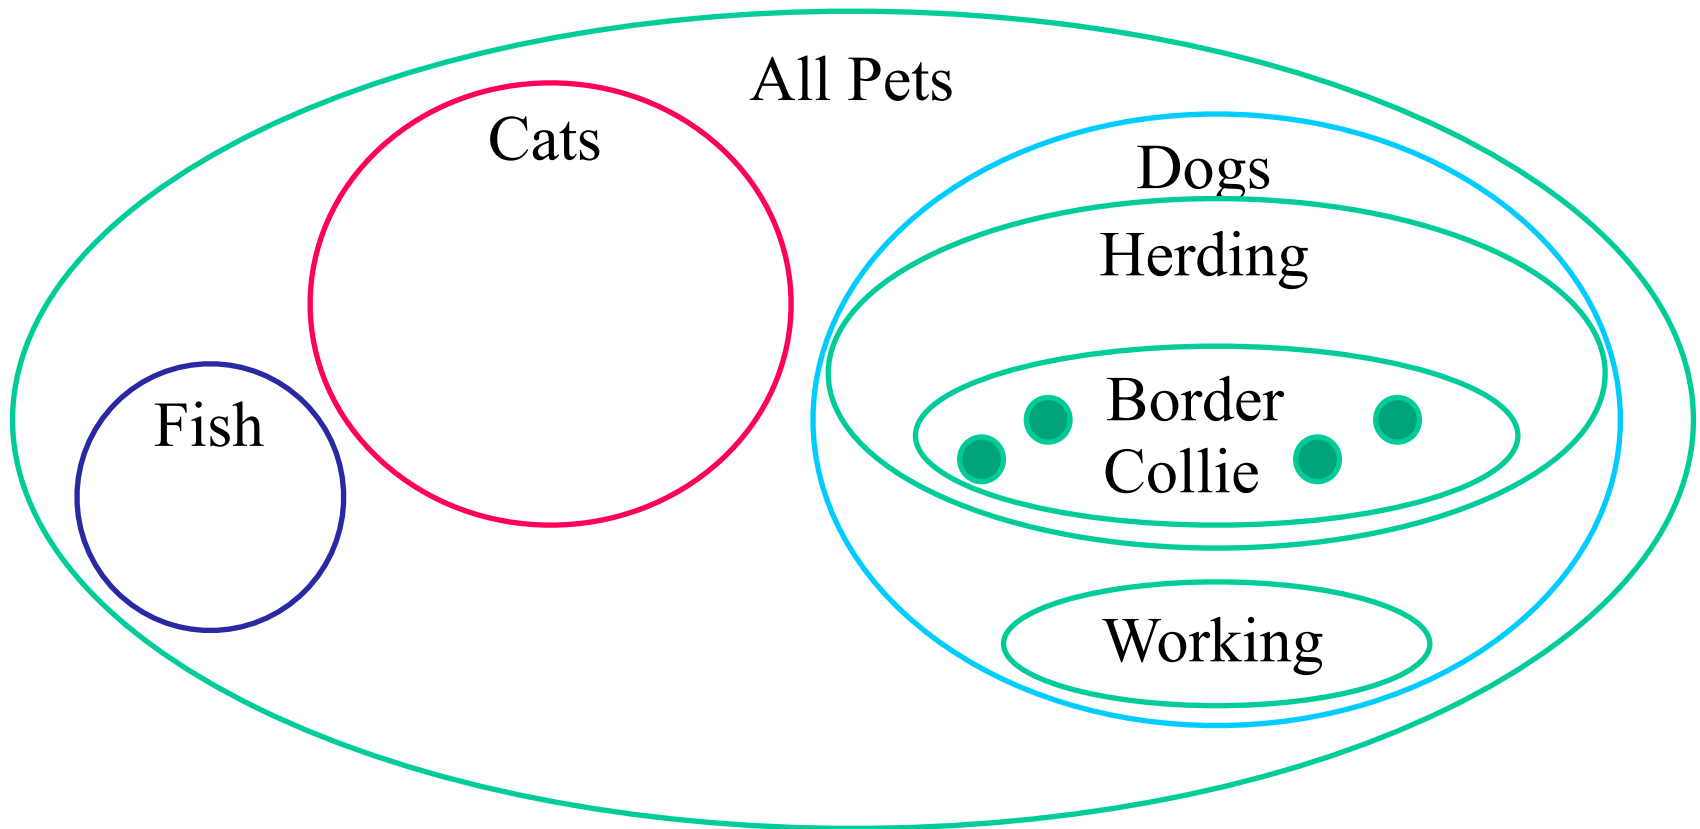 All Pets
Cats
Dogs
Herding
Fish
Border
Collie
Working